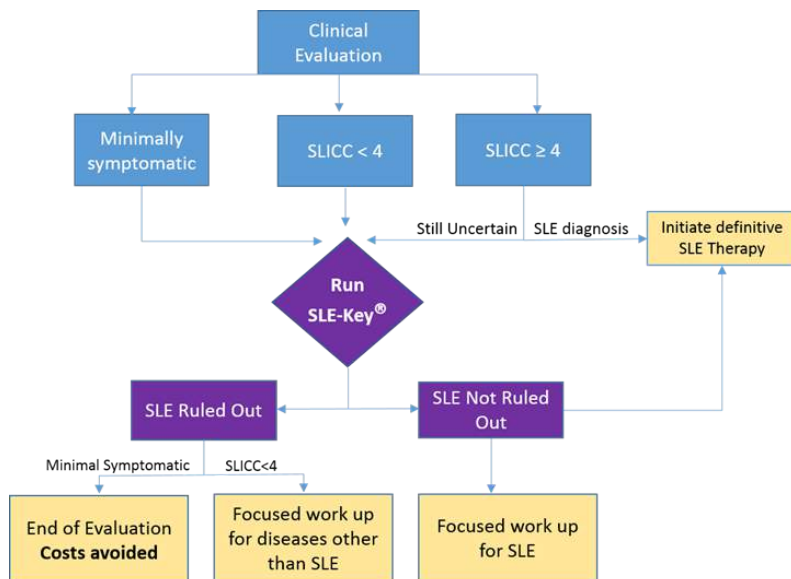 Clinical
Evaluation
Minimally
symptomatic
SLICC < 4
SLICC ≥ 4
Still Uncertain
SLE diagnosis
Initiate definitive
SLE Therapy
Run
SLE-Key®
SLE Ruled Out
SLE Not Ruled
Out
Minimal Symptomatic
SLICC<4
End of Evaluation
Costs avoided
Focused work up
for diseases other
than SLE
Focused work up
for SLE